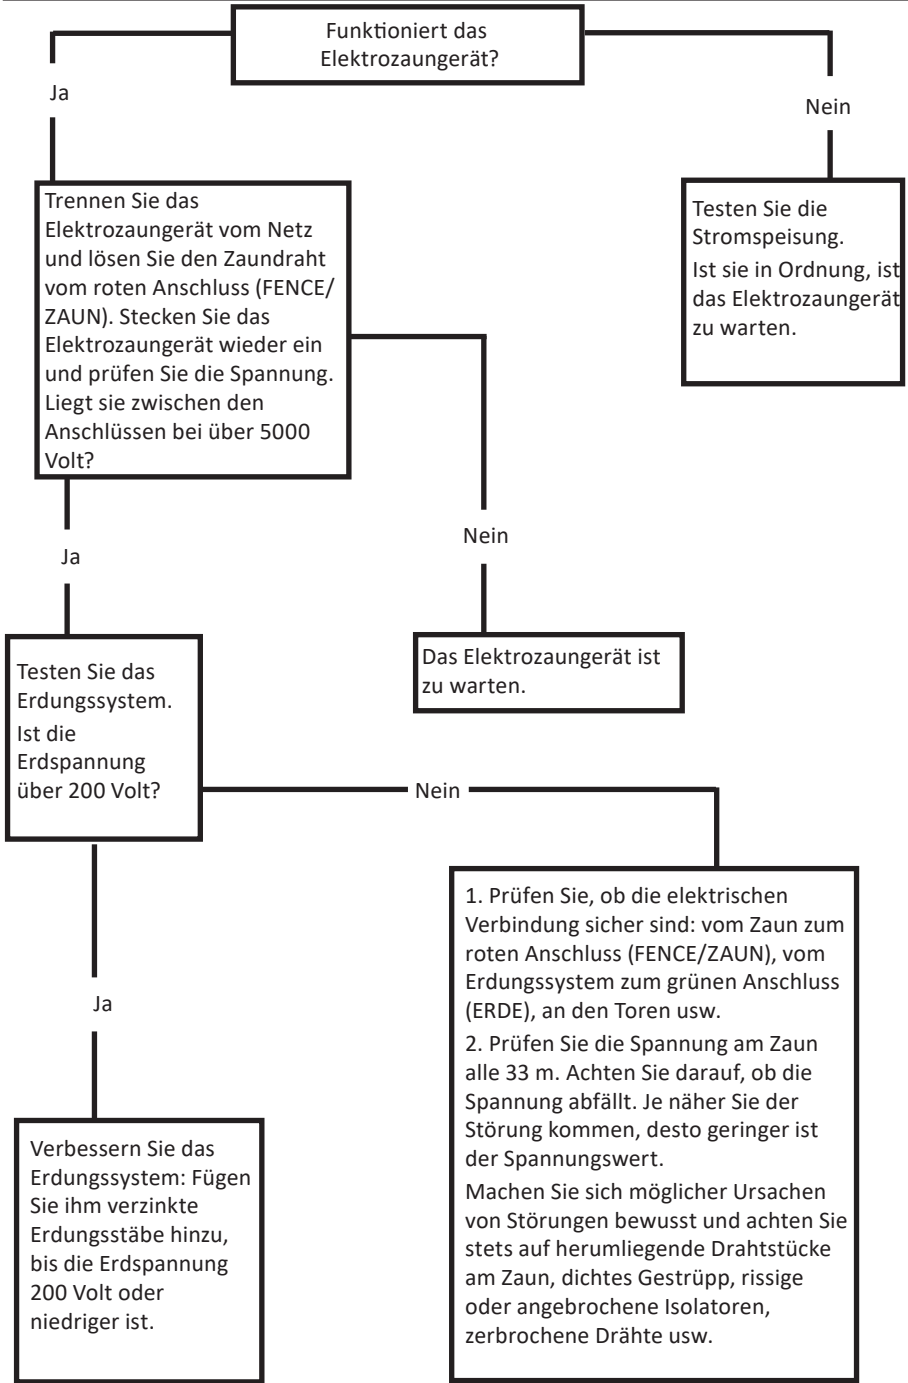 Funktioniert das
Elektrozaungerät?
Ja
Nein
Trennen Sie das
Elektrozaungerät vom Netz
und lösen Sie den Zaundraht
vom roten Anschluss (FENCE/
ZAUN). Stecken Sie das
Elektrozaungerät wieder ein
und prüfen Sie die Spannung.
Liegt sie zwischen den
Anschlüssen bei über 5000
Volt?
Testen Sie die
Stromspeisung.
Ist sie in Ordnung, ist
das Elektrozaungerät
zu warten.
Ja
Nein
Das Elektrozaungerät ist
zu warten.
Testen Sie das
Erdungssystem.
Ist die
Erdspannung
über 200 Volt?
Nein
Ja
1. Prüfen Sie, ob die elektrischen
Verbindung sicher sind: vom Zaun zum
roten Anschluss (FENCE/ZAUN), vom
Erdungssystem zum grünen Anschluss
(ERDE), an den Toren usw.
2. Prüfen Sie die Spannung am Zaun
alle 33 m. Achten Sie darauf, ob die
Spannung abfällt. Je näher Sie der
Störung kommen, desto geringer ist
der Spannungswert.
Machen Sie sich möglicher Ursachen
von Störungen bewusst und achten Sie
stets auf herumliegende Drahtstücke
am Zaun, dichtes Gestrüpp, rissige
oder angebrochene Isolatoren,
zerbrochene Drähte usw.
Verbessern Sie das
Erdungssystem: Fügen
Sie ihm verzinkte
Erdungsstäbe hinzu,
bis die Erdspannung
200 Volt oder
niedriger ist.